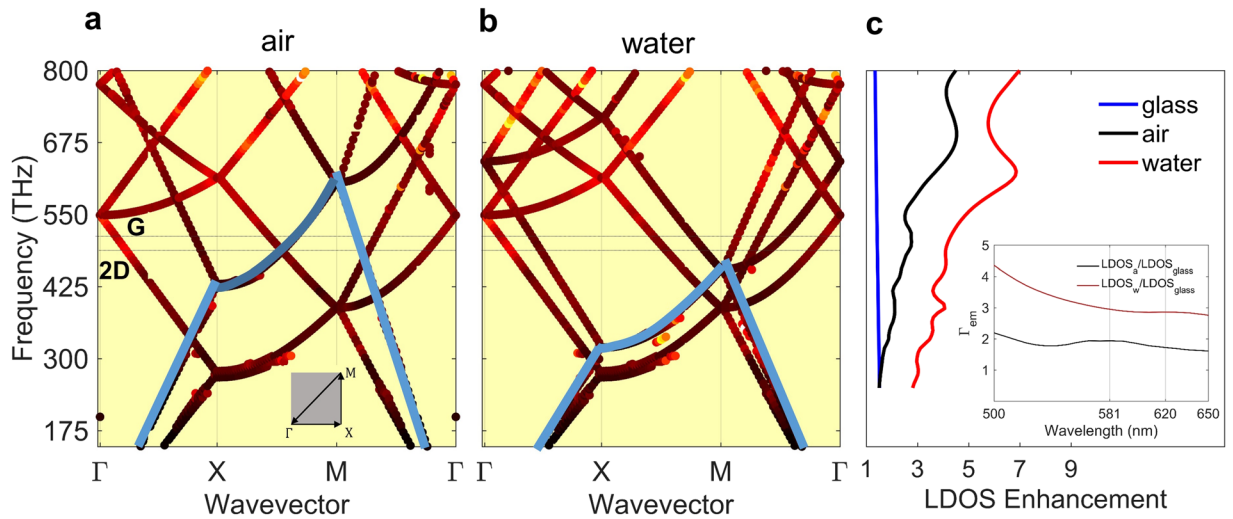 a
air
b
water
c
800
675
550
425
300
175
Frequency (THz)
G
2D
M
Γ
X
Γ
X
M
Γ
Wavevector
Γ
X
M
Γ
Wavevector
glass
air
water
5
4
3
2
1
Γem
LDOSa/LDOSglass
LDOSw/LDOSglass
500
581
620
650
Wavelength (nm)
1
3
5
7
9
LDOS Enhancement